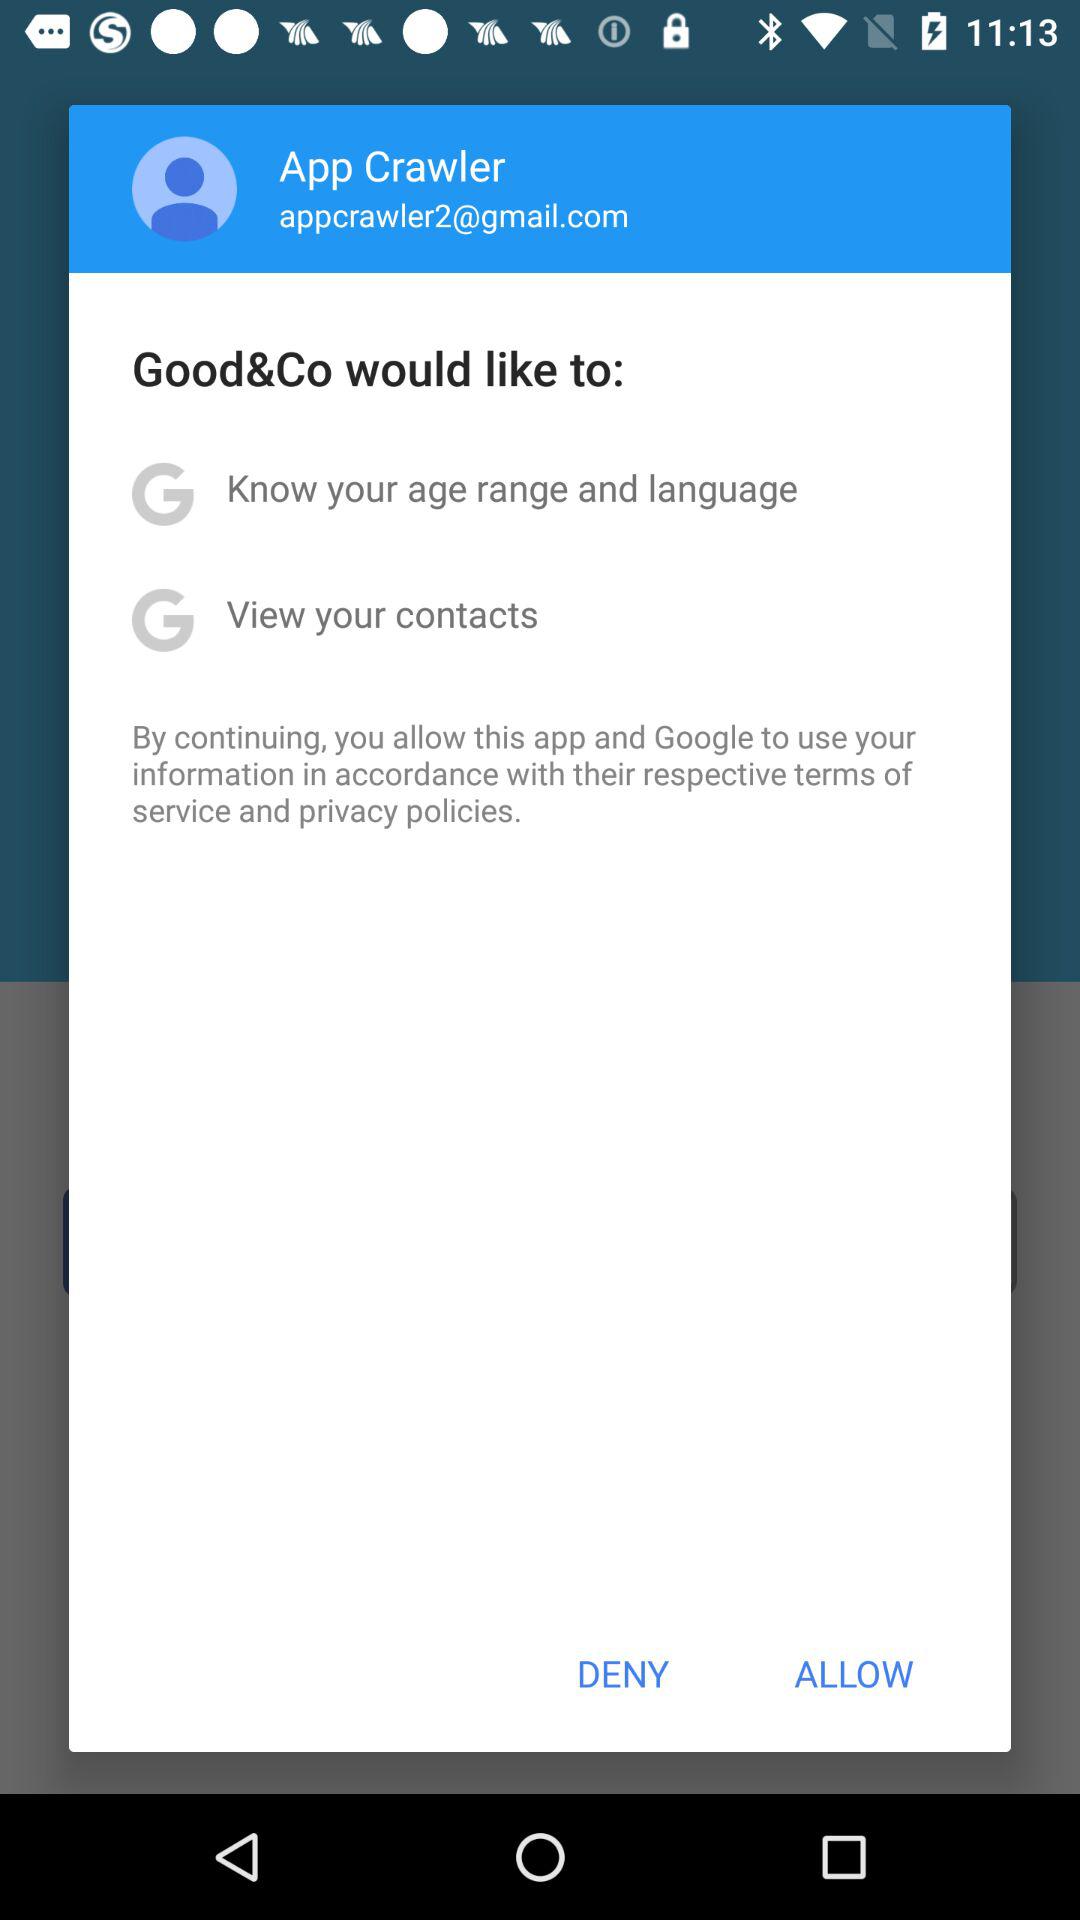 11:13
App Crawler
appcrawler2@gmail.com
Good&Co would like to:
Know your age range and language
View your contacts
By continuing, you allow this app and Google to use your
information in accordance with their respective terms of
service and privacy policies.
DENY ALLOW